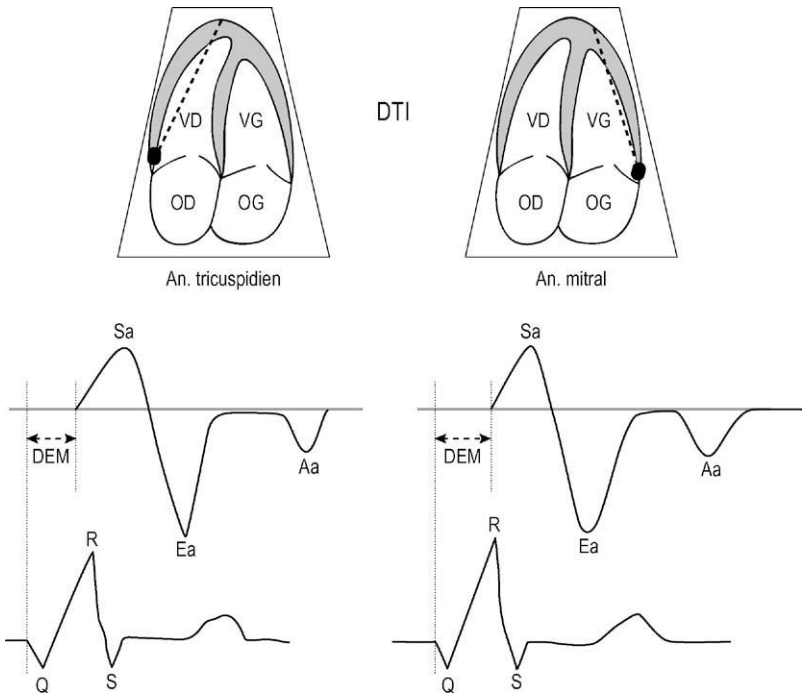 DTI
VD VG
OD OG
An. tricuspidien
VD VG
OD OG
An. mitral
Sa
DEM
Ea
Aa
R
Q
S
Sa
DEM
Ea
Aa
R
Q
S